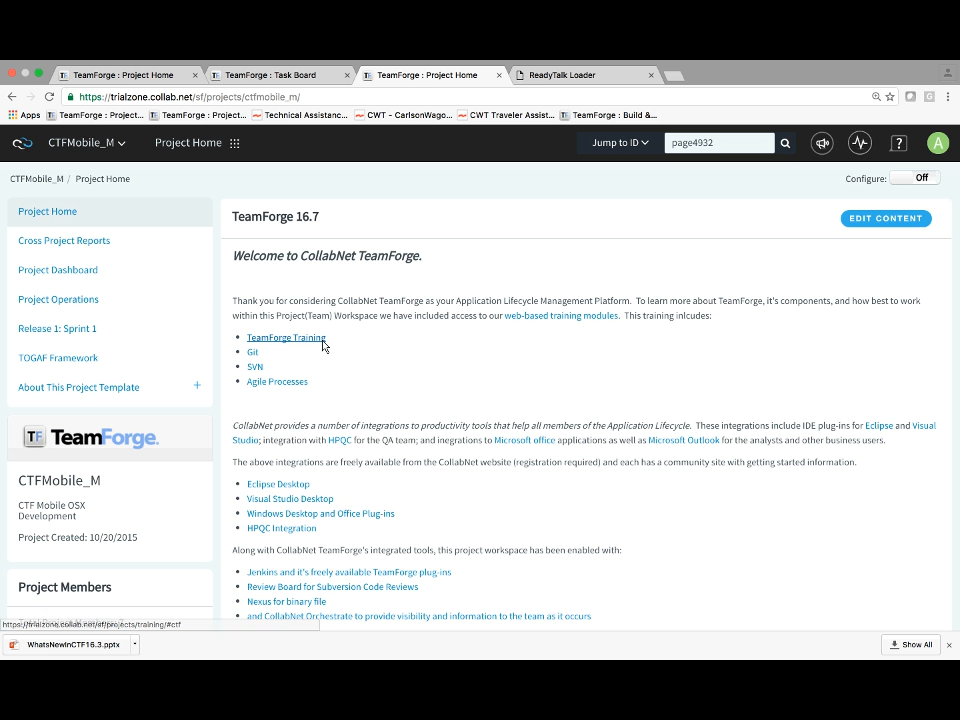 TeamForge : Project Home
TeamForge : Task Board
TeamForge : Project Home
ReadyTalk Loader
https://trialzone.collab.net/sf/projects/ctfmobile_m/
Apps
TeamForge : Project...
TeamForge : Project...
Technical Assistanc...
CWT - CarlsonWago...
CWT Traveler Assist...
TeamForge : Build &...
CTFMobile_M
Project Home
Jump to ID
page4932
?
A
CTFMobile_M / Project Home
Configure: Off
Project Home
Cross Project Reports
Project Dashboard
Project Operations
Release 1: Sprint 1
TOGAF Framework
About This Project Template +
TF TeamForge.
CTFMobile_M
CTF Mobile OSX
Development
Project Created: 10/20/2015
Project Members
TeamForge 16.7
EDIT CONTENT
Welcome to CollabNet TeamForge.
Thank you for considering CollabNet TeamForge as your Application Lifecycle Management Platform. To learn more about TeamForge, it's components, and how best to work
within this Project(Team) Workspace we have included access to our web-based training modules. This training inlcudes:
• TeamForge Training
• Git
• SVN
• Agile Processes
CollabNet provides a number of integrations to productivity tools that help all members of the Application Lifecycle. These integrations include IDE plug-ins for Eclipse and Visual
Studio; integration with HPQC for the QA team; and inegrations to Microsoft office applications as well as Microsoft Outlook for the analysts and other business users.
The above integrations are freely available from the CollabNet website (registration required) and each has a community site with getting started information.
• Eclipse Desktop
• Visual Studio Desktop
• Windows Desktop and Office Plug-ins
• HPQC Integration
Along with CollabNet TeamForge's integrated tools, this project workspace has been enabled with:
• Jenkins and it's freely available TeamForge plug-ins
• Review Board for Subversion Code Reviews
• Nexus for binary file
• and CollabNet Orchestrate to provide visibility and information to the team as it occurs
https://trialzone.collab.net/sf/projects/training/#ctf
WhatsNewInCTF16.3.pptx
Show All